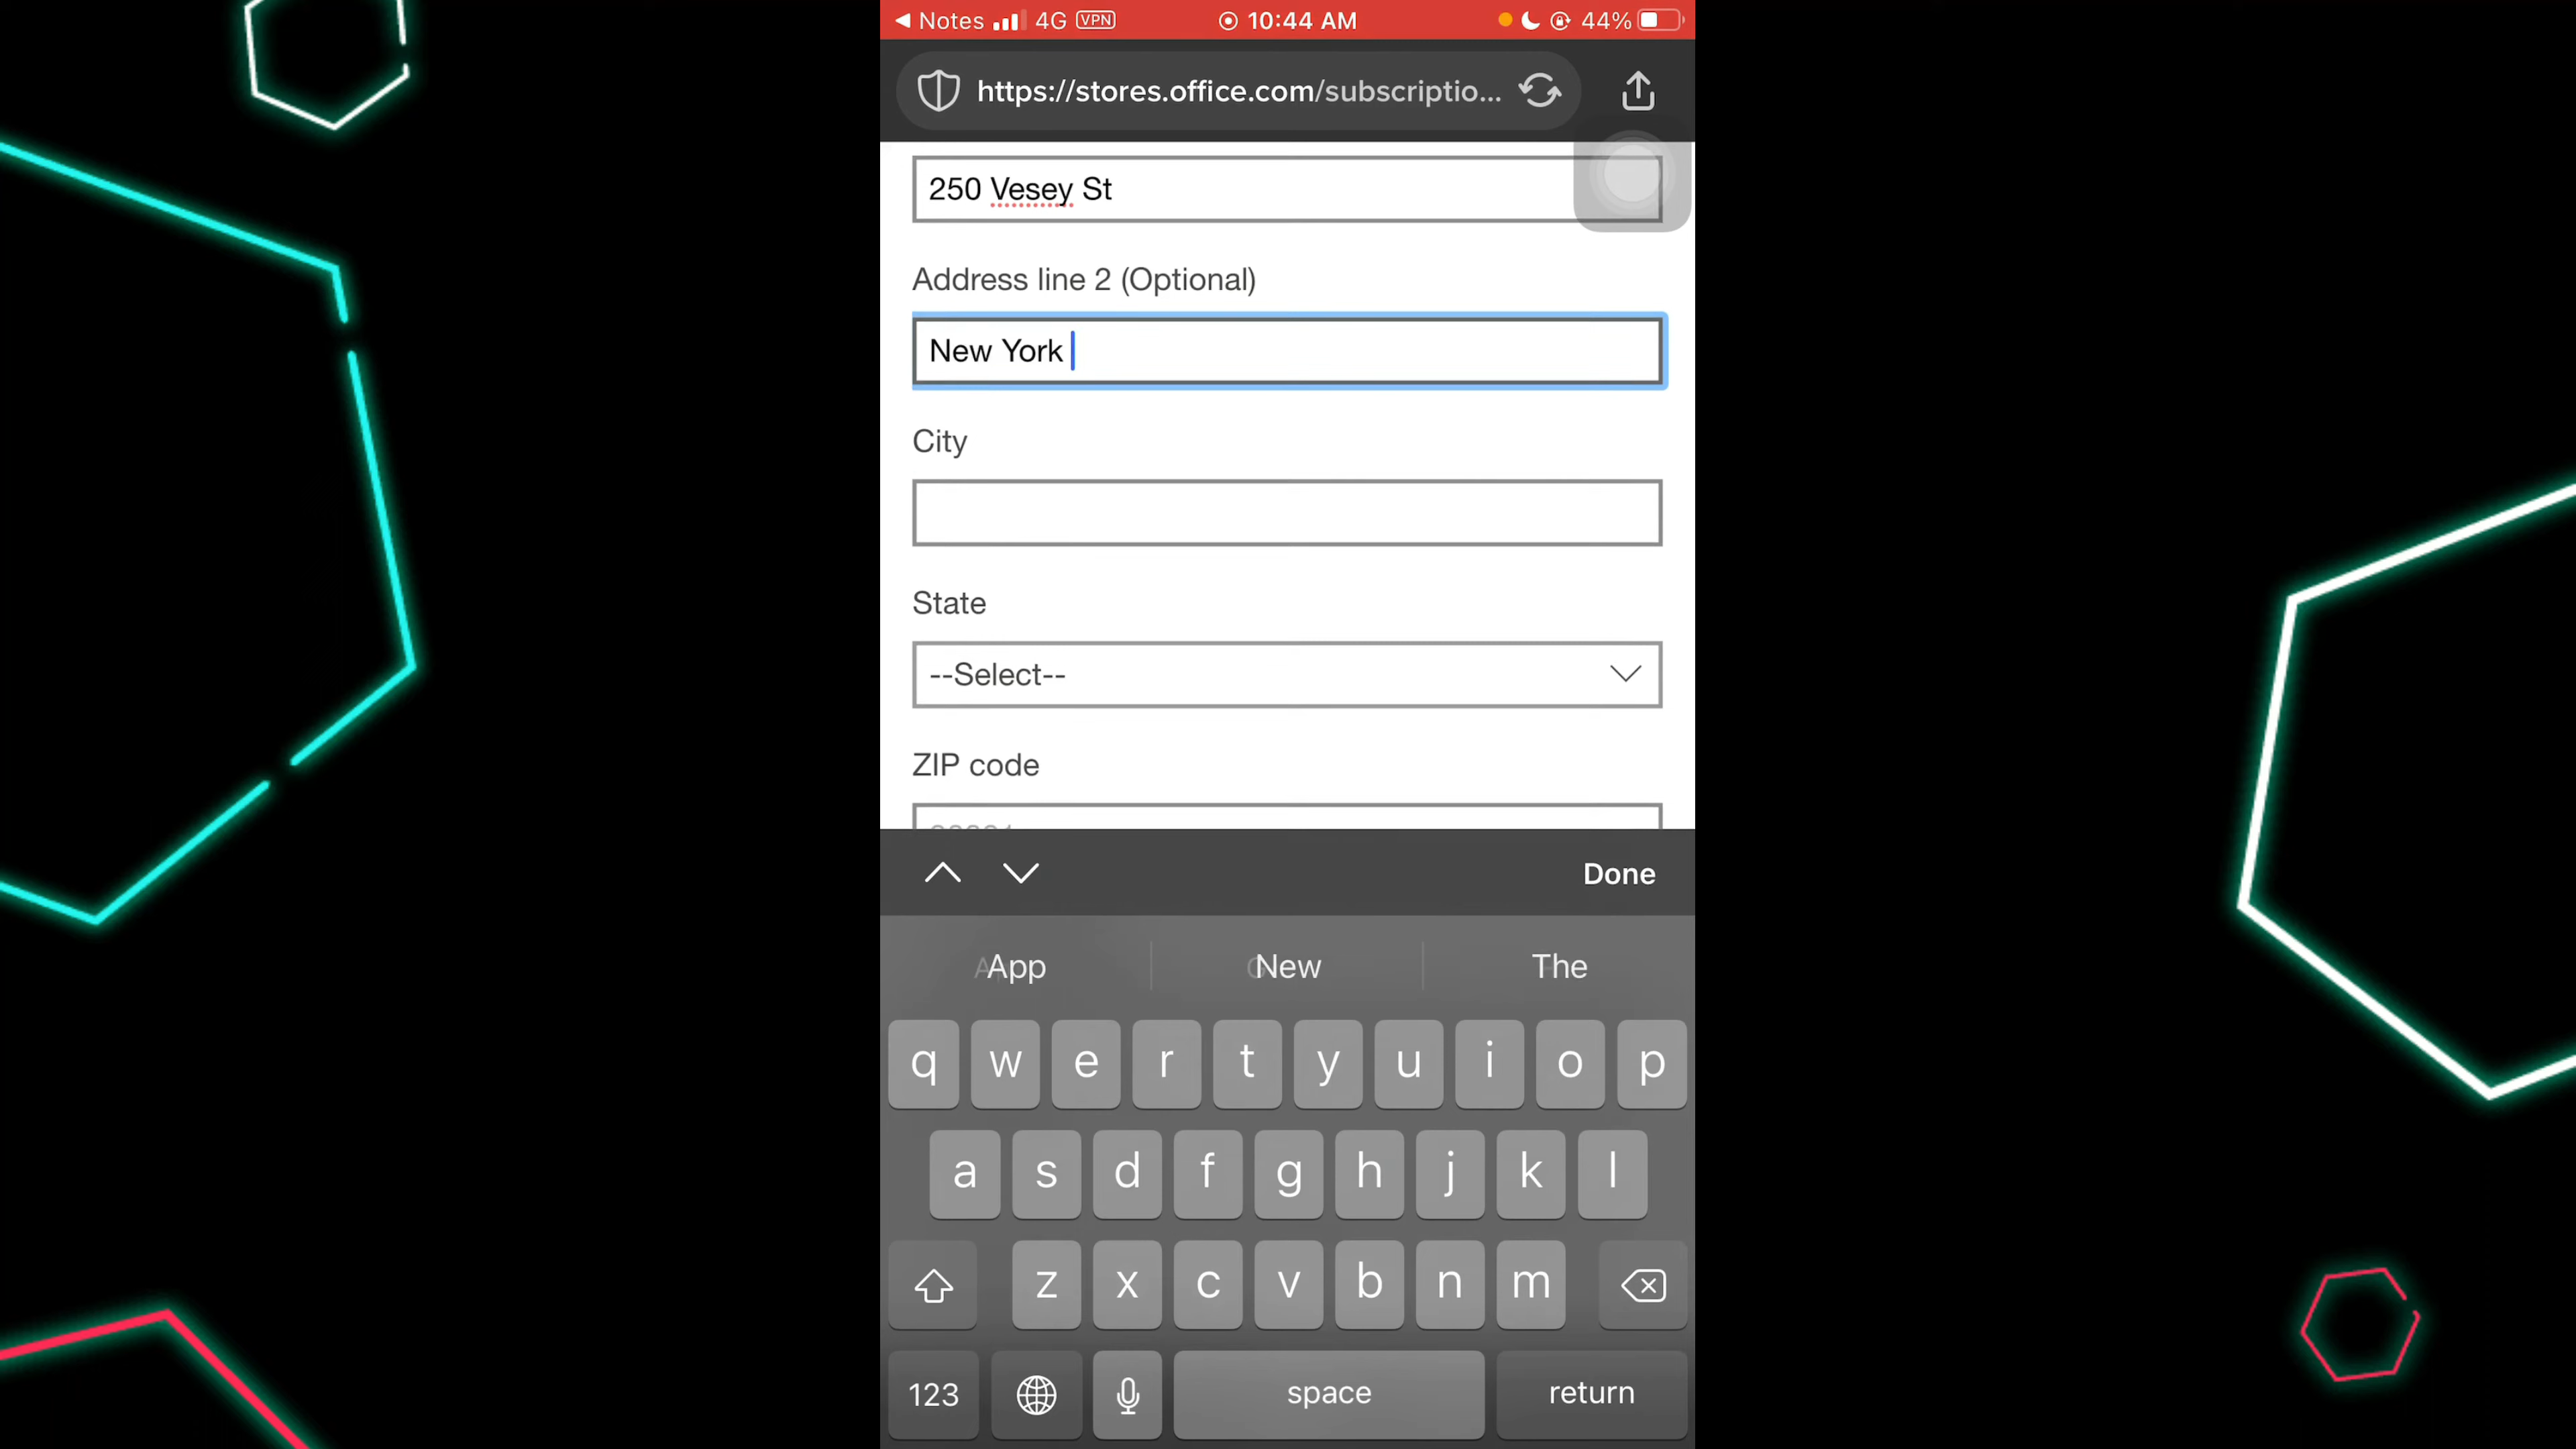 Notes 4G VPN 10:44 AM 44%
https://stores.office.com/subscriptio...
250 Vesey St
Address line 2 (Optional)
New York
City
State
--Select--
ZIP code
Done
App New The
q w e r t y u i o p
a s d f g h j k l
z x c v b n m
123 space return